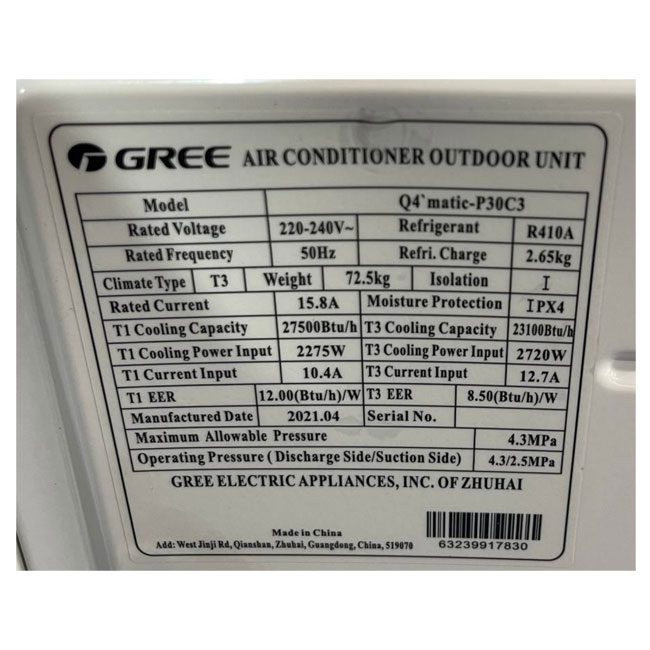 GREE AIR CONDITIONER OUTDOOR UNIT
Model Q4`matic-P30C3
Rated Voltage 220-240V~ Refrigerant R410A
Rated Frequency 50Hz Refri. Charge 2.65kg
Climate Type T3 Weight 72.5kg Isolation I
Rated Current 15.8A Moisture Protection IPX4
T1 Cooling Capacity 27500Btu/h T3 Cooling Capacity 23100Btu/h
T1 Cooling Power Input 2275W T3 Cooling Power Input 2720W
T1 Current Input 10.4A T3 Current Input 12.7A
T1 EER 12.00(Btu/h)/W T3 EER 8.50(Btu/h)/W
Manufactured Date 2021.04 Serial No.
Maximum Allowable Pressure 4.3MPa
Operating Pressure ( Discharge Side/Suction Side) 4.3/2.5MPa
GREE ELECTRIC APPLIANCES, INC. OF ZHUHAI
Made in China
Add: West Jinji Rd, Qianshan, Zhuhai, Guangdong, China, 519070
63239917830